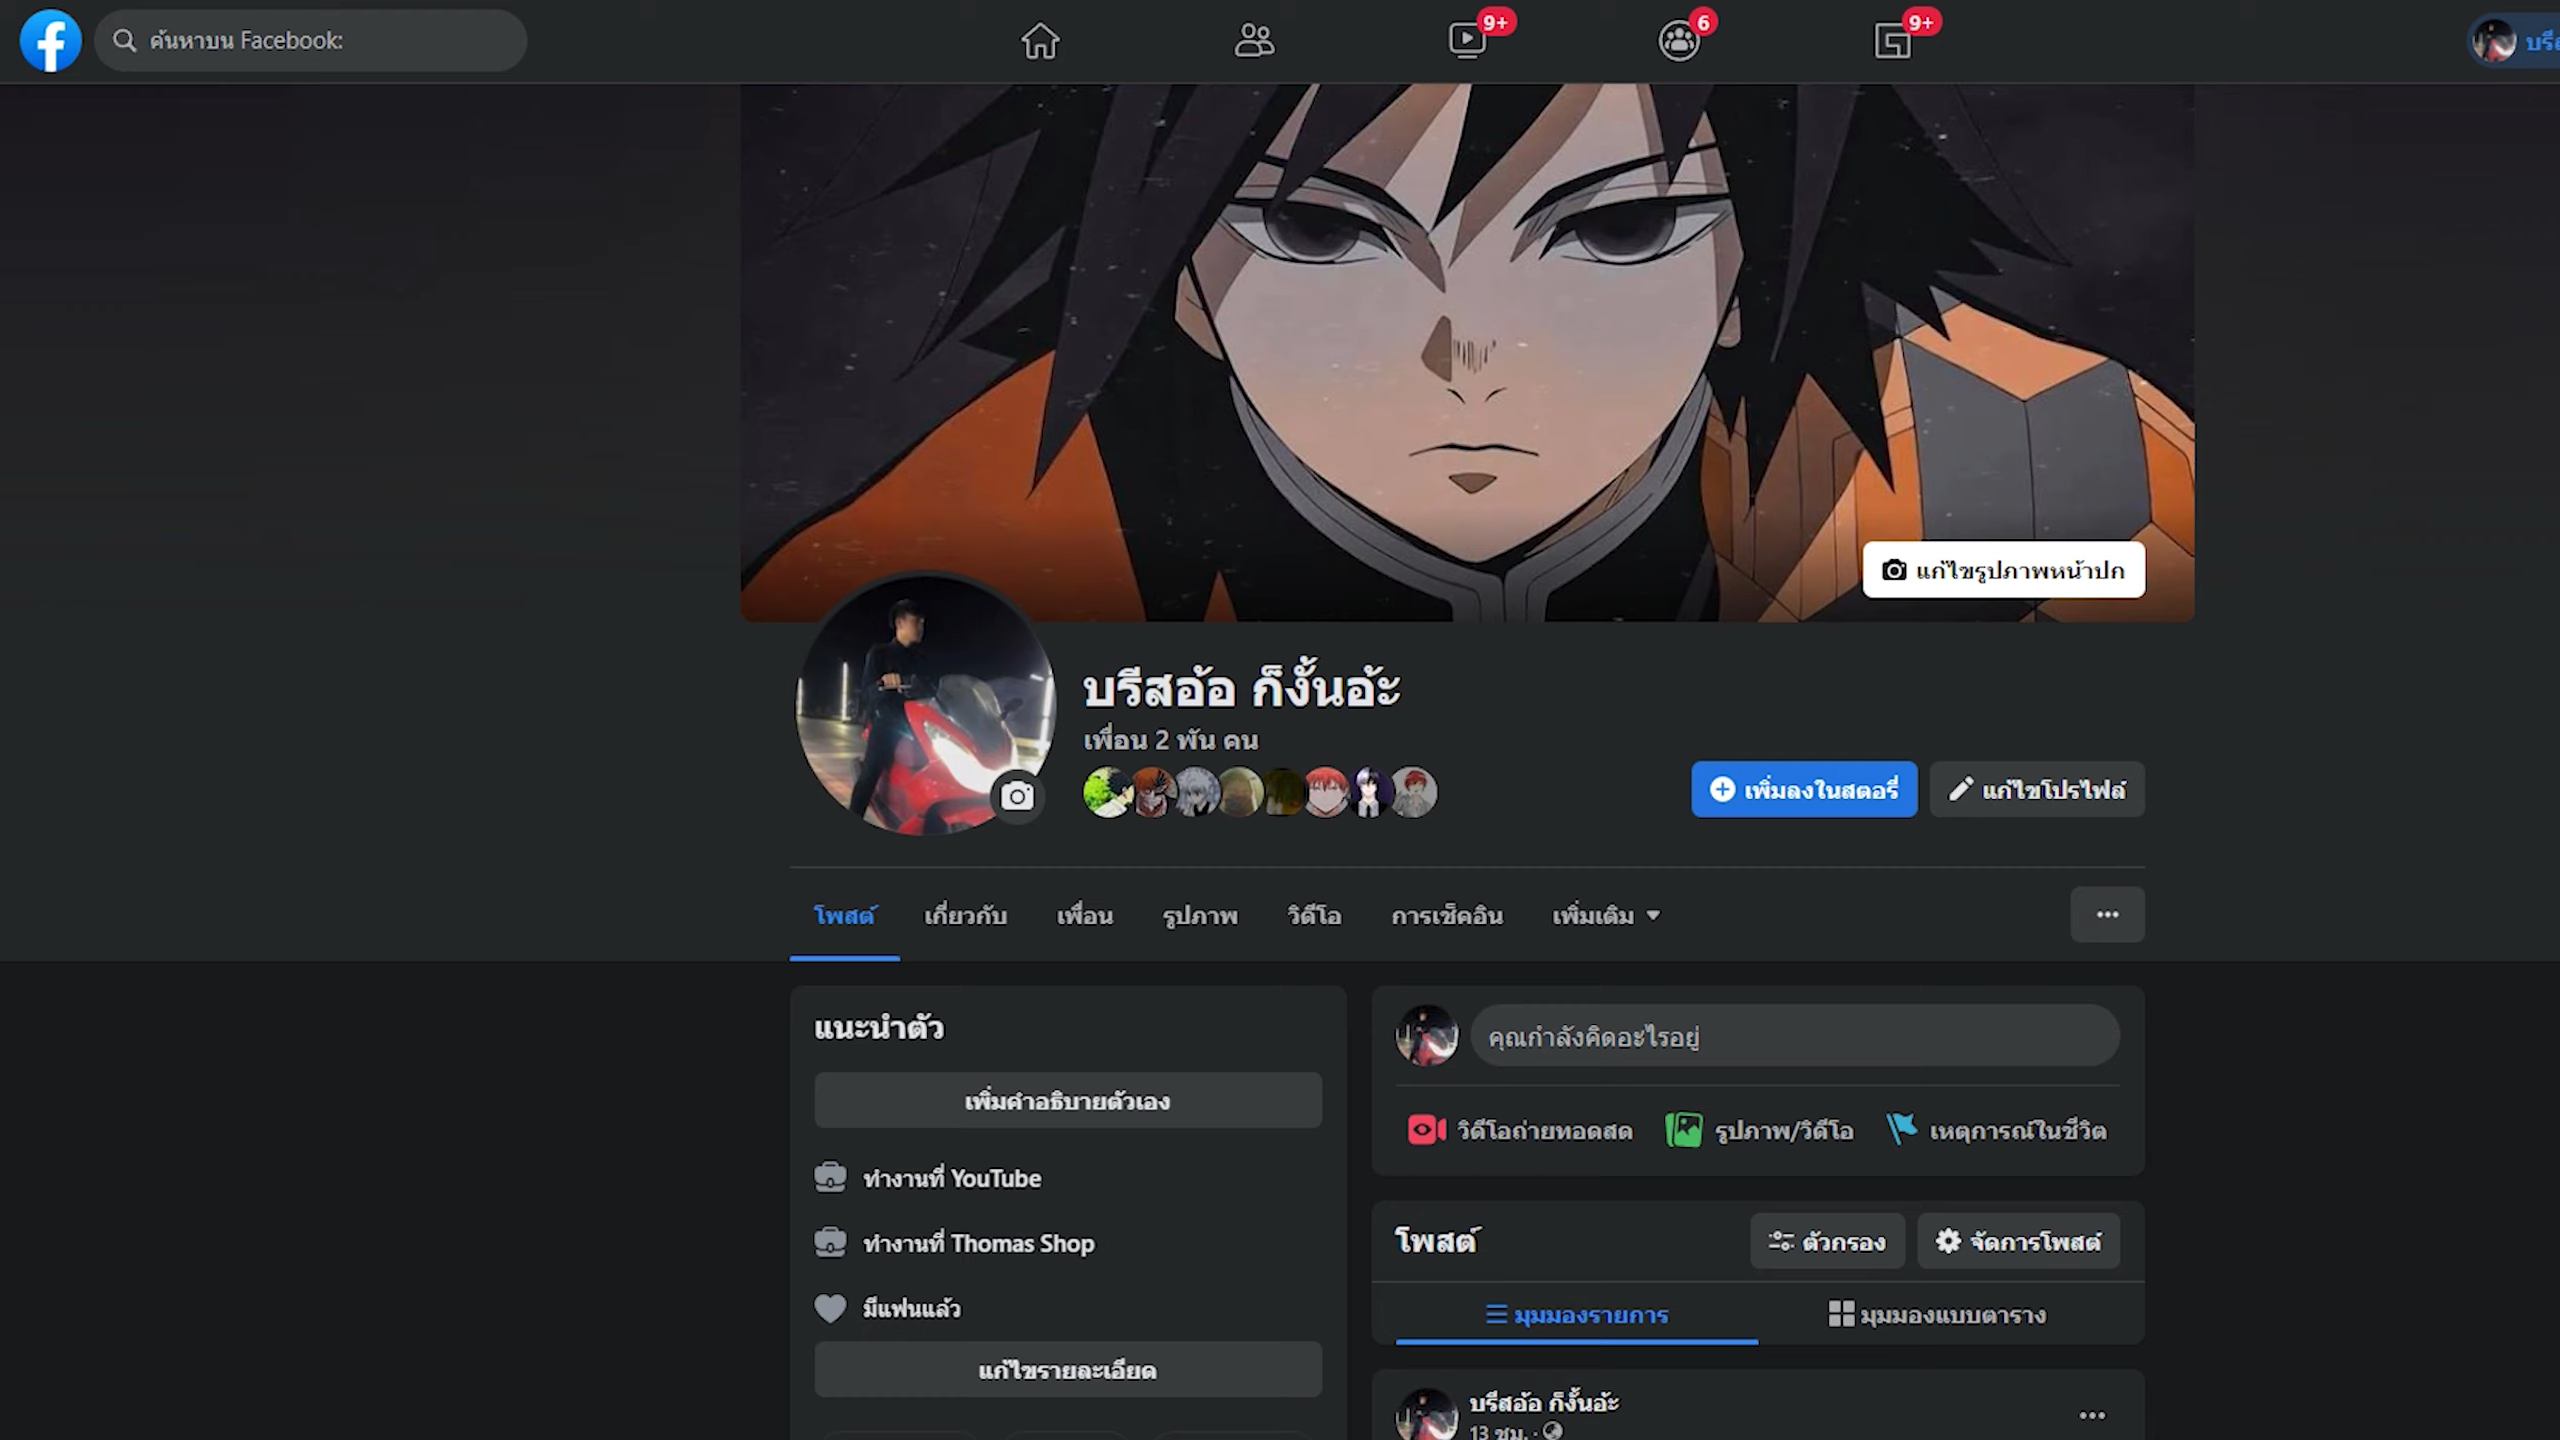 ค้นหาบน Facebook:
9+
6
9+
แก้ไขรูปภาพหน้าปก
บรีสอ้อ ก็งั้นอ้ะ
เพื่อน 2 พัน คน
เพิ่มลงในสตอรี่
แก้ไขโปรไฟล์
โพสต์ เกี่ยวกับ เพื่อน รูปภาพ วิดีโอ การเช็คอิน เพิ่มเติม
แนะนำตัว
เพิ่มคำอธิบายตัวเอง
ทำงานที่ YouTube
ทำงานที่ Thomas Shop
มีแฟนแล้ว
แก้ไขรายละเอียด
คุณกำลังคิดอะไรอยู่
วิดีโอถ่ายทอดสด รูปภาพ/วิดีโอ เหตุการณ์ในชีวิต
โพสต์
ตัวกรอง
จัดการโพสต์
มุมมองรายการ
มุมมองแบบตาราง
บรีสอ้อ ก็งั้นอ้ะ
13 ชม. ·